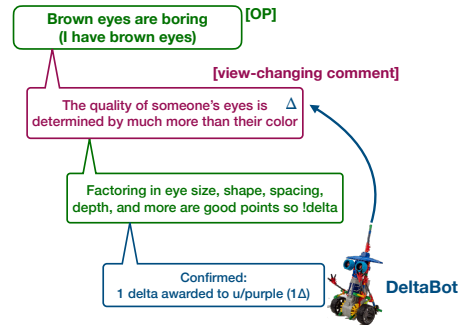 Brown eyes are boring
(I have brown eyes)
[OP]
[view-changing comment]
The quality of someone's eyes is Δ
determined by much more than their color
Factoring in eye size, shape, spacing,
depth, and more are good points so !delta
Confirmed:
1 delta awarded to u/purple (1Δ)
DeltaBot